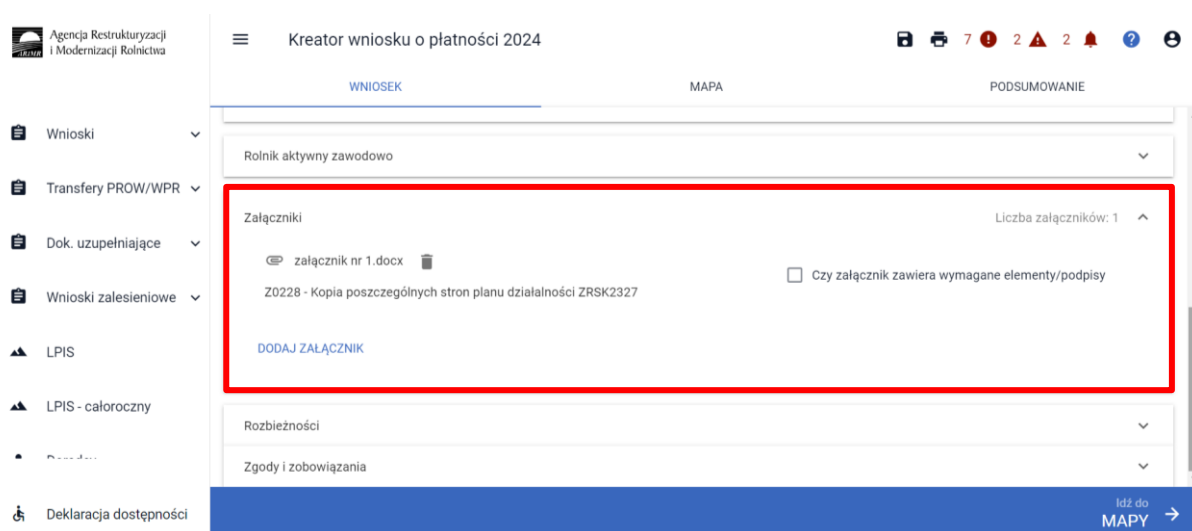 Agencja Restrukturyzacji
i Modernizacji Rolnictwa
ARiMR
Kreator wniosku o płatności 2024
7 2 2
WNIOSEK MAPA PODSUMOWANIE
Wnioski
Transfery PROW/WPR
Dok. uzupełniające
Wnioski zalesieniowe
LPIS
LPIS - całoroczny
Deklaracja dostępności
Rolnik aktywny zawodowo
Załączniki Liczba załączników: 1
załącznik nr 1.docx
Z0228 - Kopia poszczególnych stron planu działalności ZRSK2327
Czy załącznik zawiera wymagane elementy/podpisy
DODAJ ZAŁĄCZNIK
Rozbieżności
Zgody i zobowiązania
Idź do
MAPY